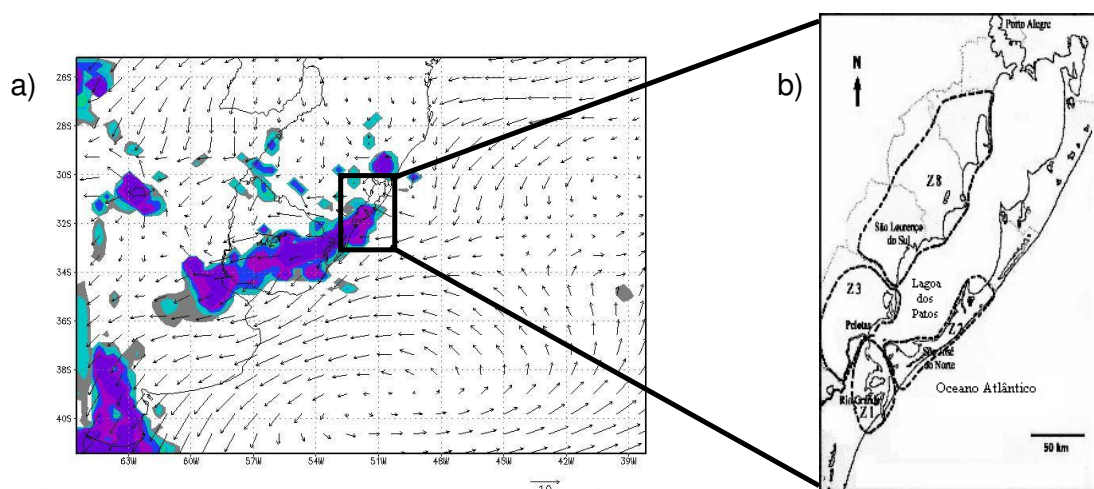 a)
26S
28S
30S
32S
34S
36S
38S
40S
63W
60W
57W
54W
51W
48W
45W
42W
39W
10
b)
Porto Alegre
N
Z8
São Lourenço
do Sul
Z3
Lagoa
dos
Patos
Pelotas
Z2
São José
do Norte
Oceano Atlântico
Rio Grande
Z1
50 km